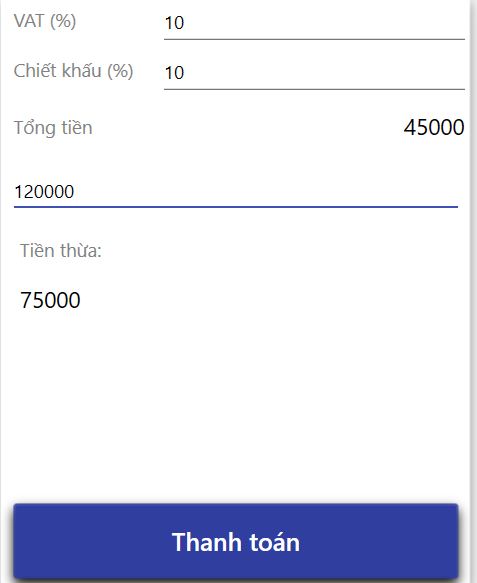 VAT (%) 10
Chiết khấu (%) 10
Tổng tiền 45000
120000
Tiền thừa:
75000
Thanh toán